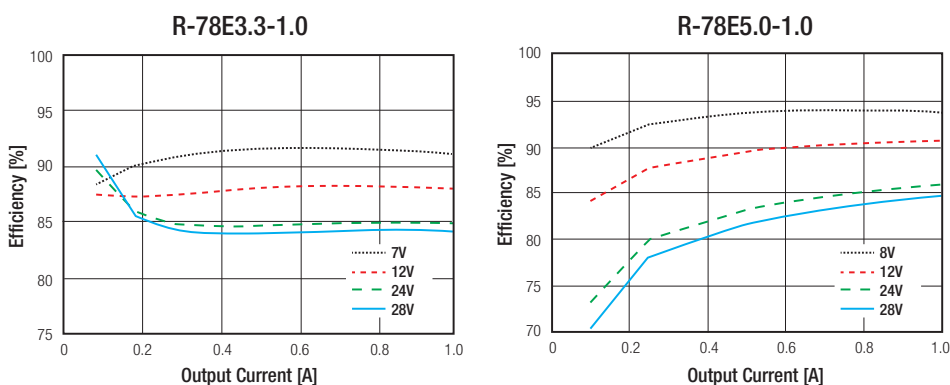 R-78E3.3-1.0
100
95
90
85
80
75
Efficiency [%]
0
0.2
0.4
0.6
0.8
1.0
Output Current [A]
7V
12V
24V
28V
R-78E5.0-1.0
100
95
90
85
80
75
70
Efficiency [%]
0
0.2
0.4
0.6
0.8
1.0
Output Current [A]
8V
12V
24V
28V